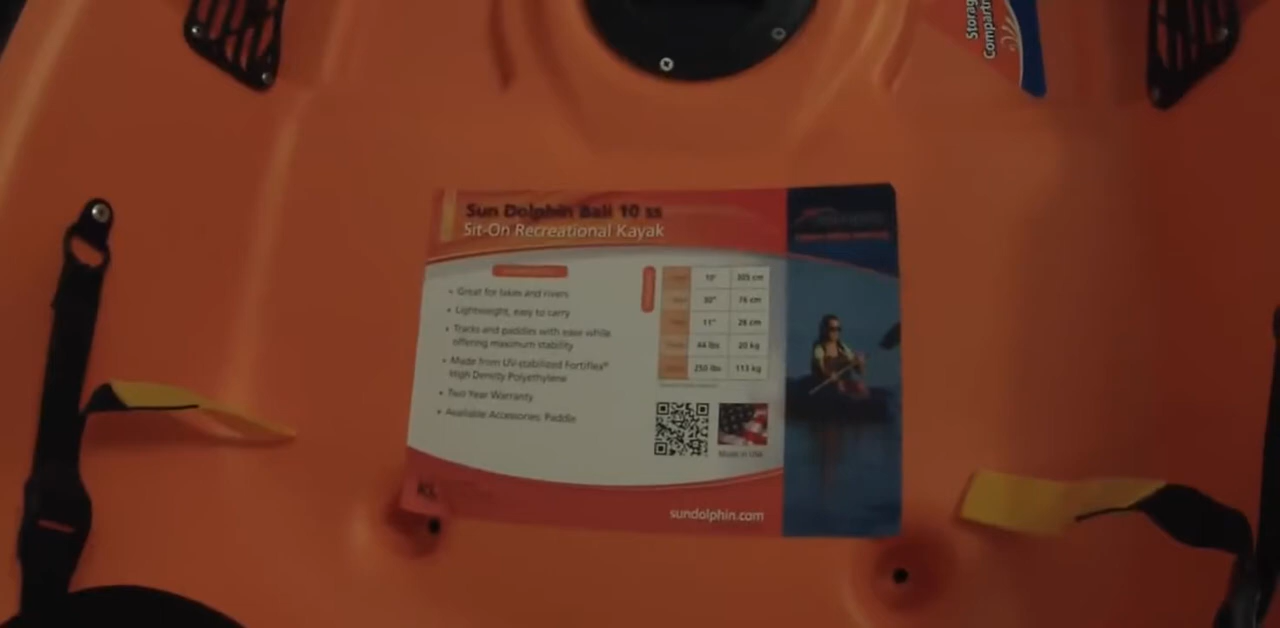 Storag
Compartm
Sun Dolphin Bali 10 ss
Sit-On Recreational Kayak
• Great for lakes and rivers
• Lightweight, easy to carry
• Tracks and paddles with ease while
offering maximum stability
• Made from UV-stabilized Fortiflex®
High Density Polyethylene
• Two Year Warranty
• Available Accessories: Paddle
10' 305 cm
30" 76 cm
11" 28 cm
44 lbs 20 kg
250 lbs 113 kg
Made in USA
KL
sundolphin.com